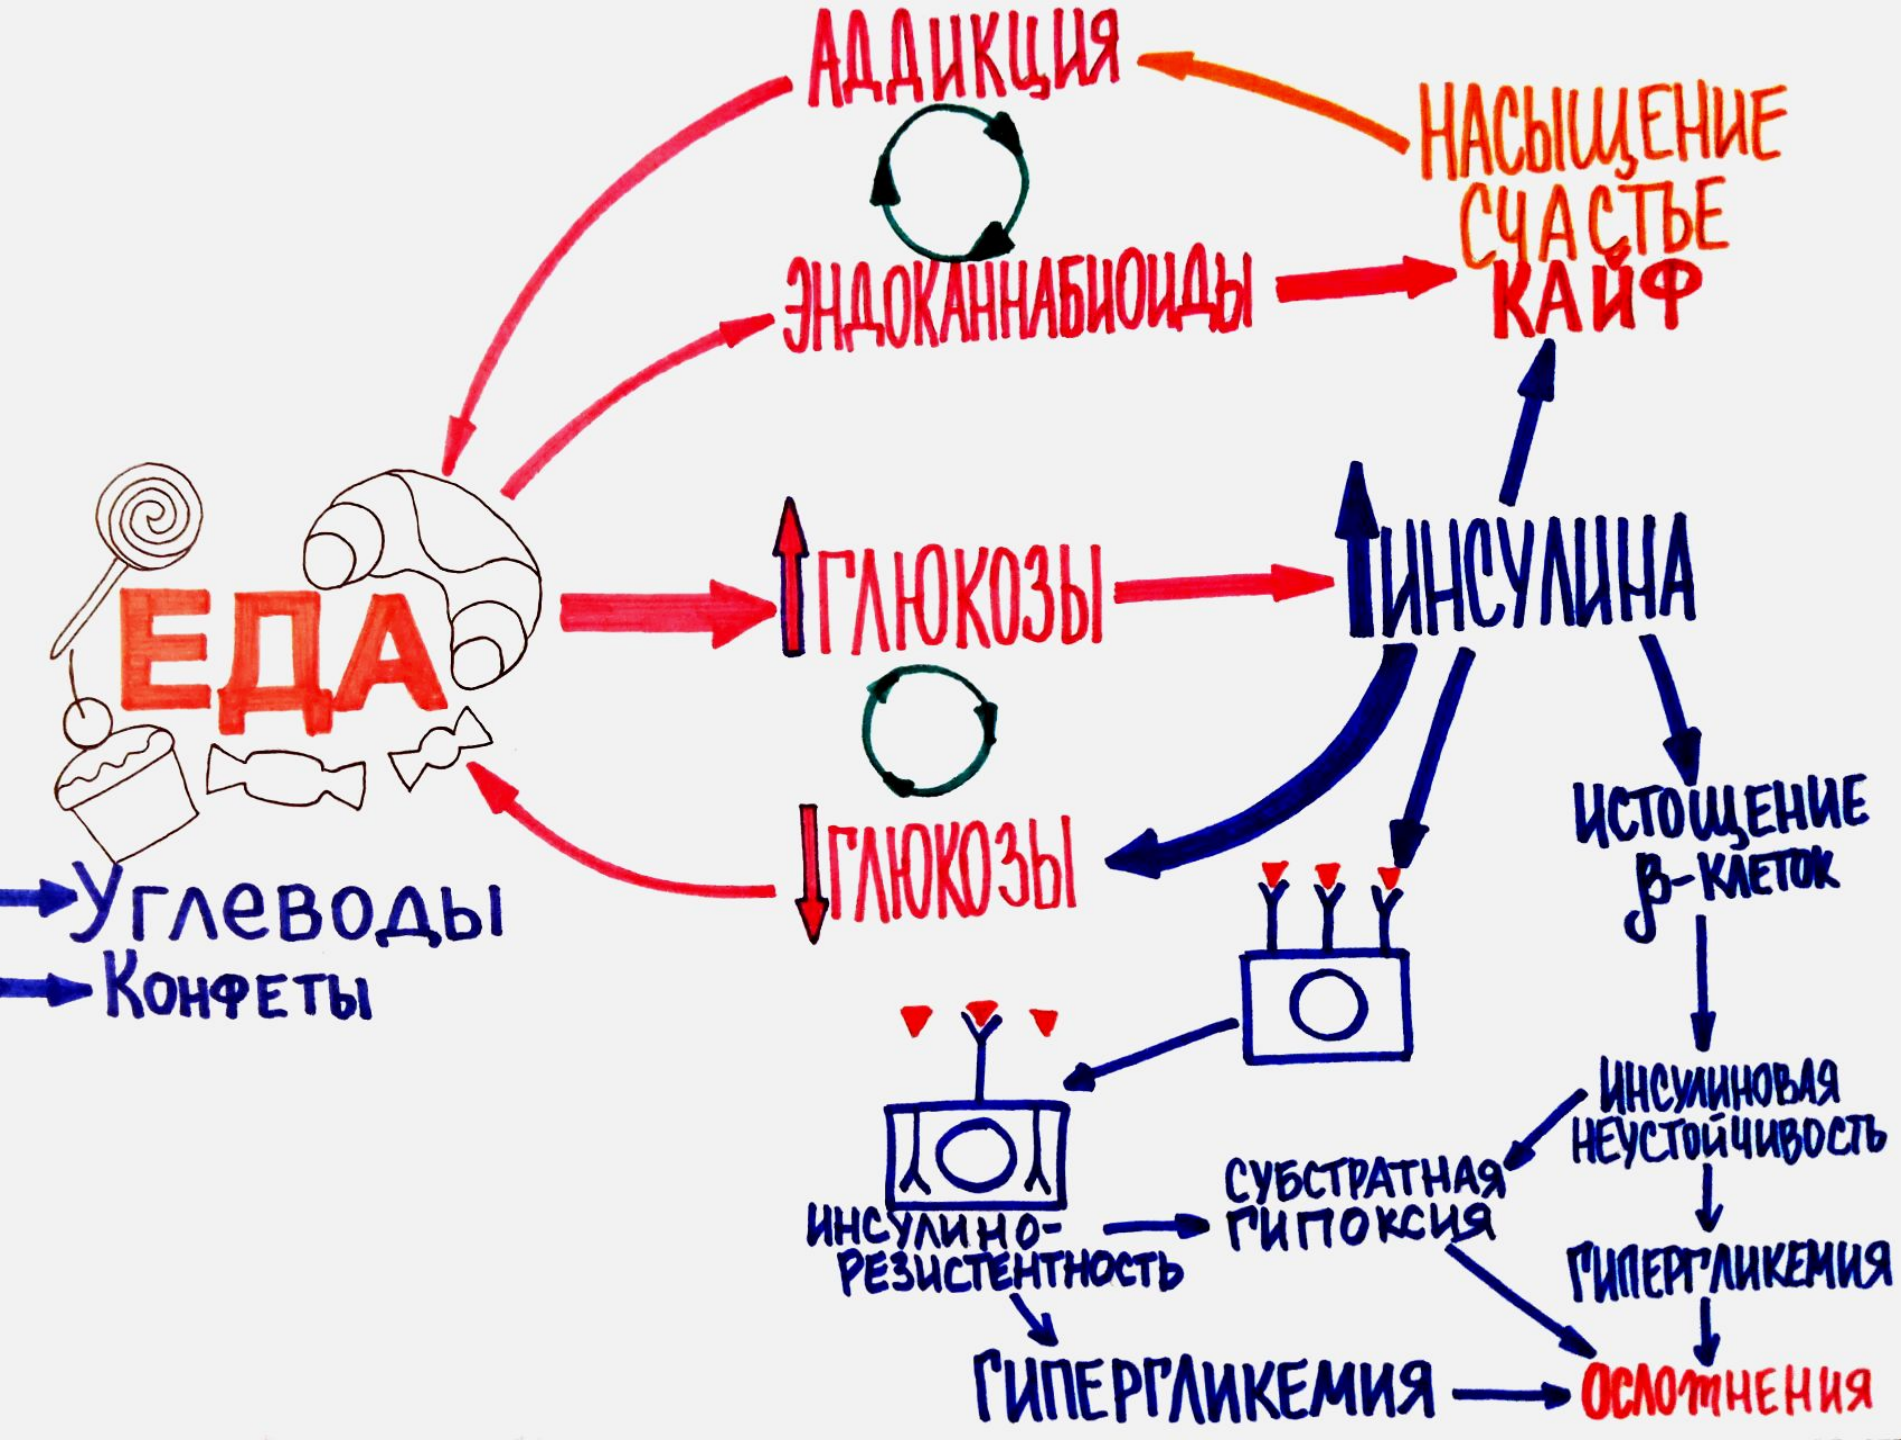 АДДИКЦИЯ
НАСЫЩЕНИЕ
СЧАСТЬЕ
КАЙФ
ЭНДОКАННАБИОИДЫ
ЕДА
ГЛЮКОЗЫ
ИНСУЛИНА
Углеводы
Конфеты
ГЛЮКОЗЫ
ИСТОЩЕНИЕ
β-КЛЕТОК
ИНСУЛИНОВАЯ
НЕУСТОЙЧИВОСТЬ
ИНСУЛИНО-
РЕЗИСТЕНТНОСТЬ
СУБСТРАТНАЯ
ГИПОКСИЯ
ГИПЕРГЛИКЕМИЯ
ГИПЕРГЛИКЕМИЯ
ОСЛОЖНЕНИЯ